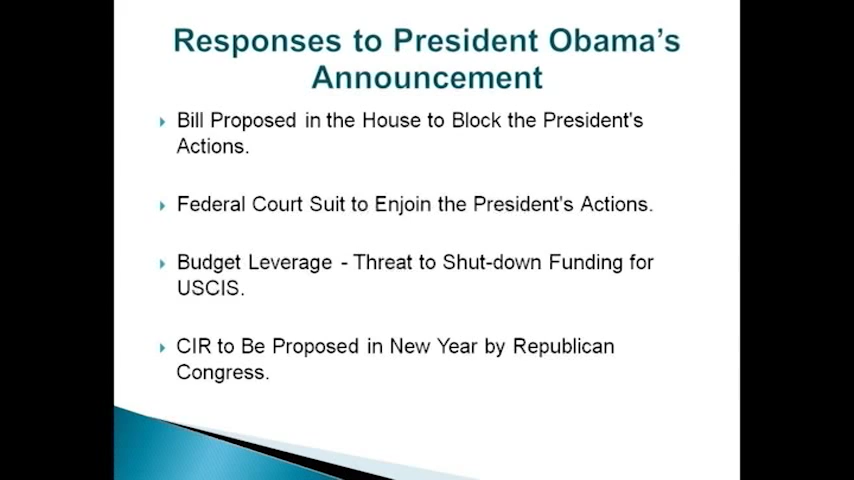 Responses to President Obama's
Announcement
Bill Proposed in the House to Block the President's
Actions.
Federal Court Suit to Enjoin the President's Actions.
Budget Leverage - Threat to Shut-down Funding for
USCIS.
CIR to Be Proposed in New Year by Republican
Congress.